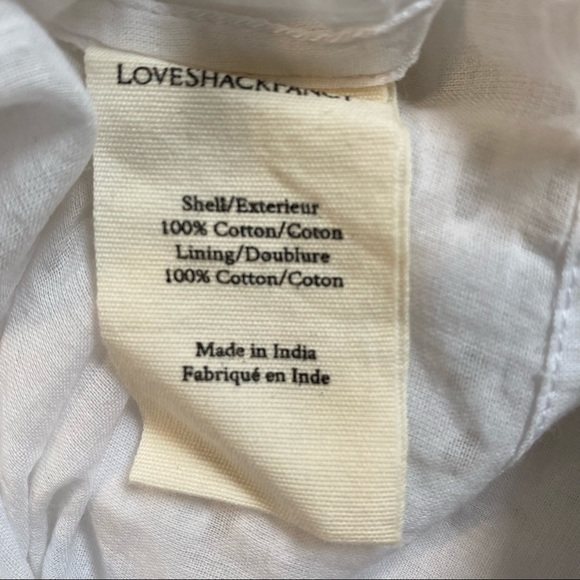 LOVESHACKFANCY
Shell/Exterieur
100% Cotton/Coton
Lining/Doublure
100% Cotton/Coton
Made in India
Fabriqué en Inde